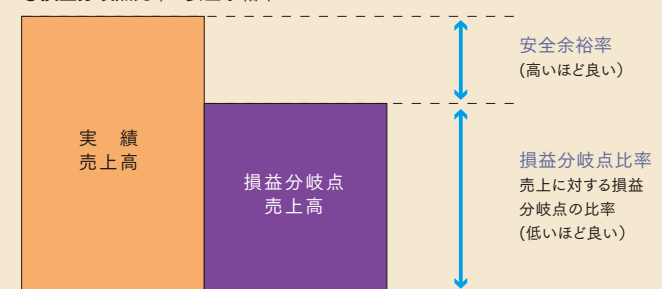 安全余裕率
(高いほど良い)
実　績
売上高
損益分岐点
売上高
損益分岐点比率
売上に対する損益
分岐点の比率
(低いほど良い)